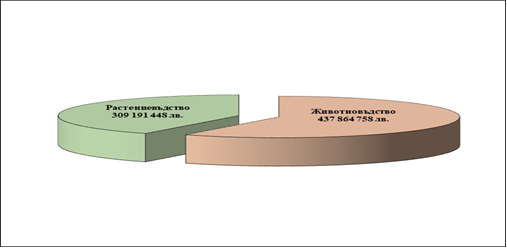 Растениевъдство
309 191 448 лв.
Животновъдство
437 864 758 лв.